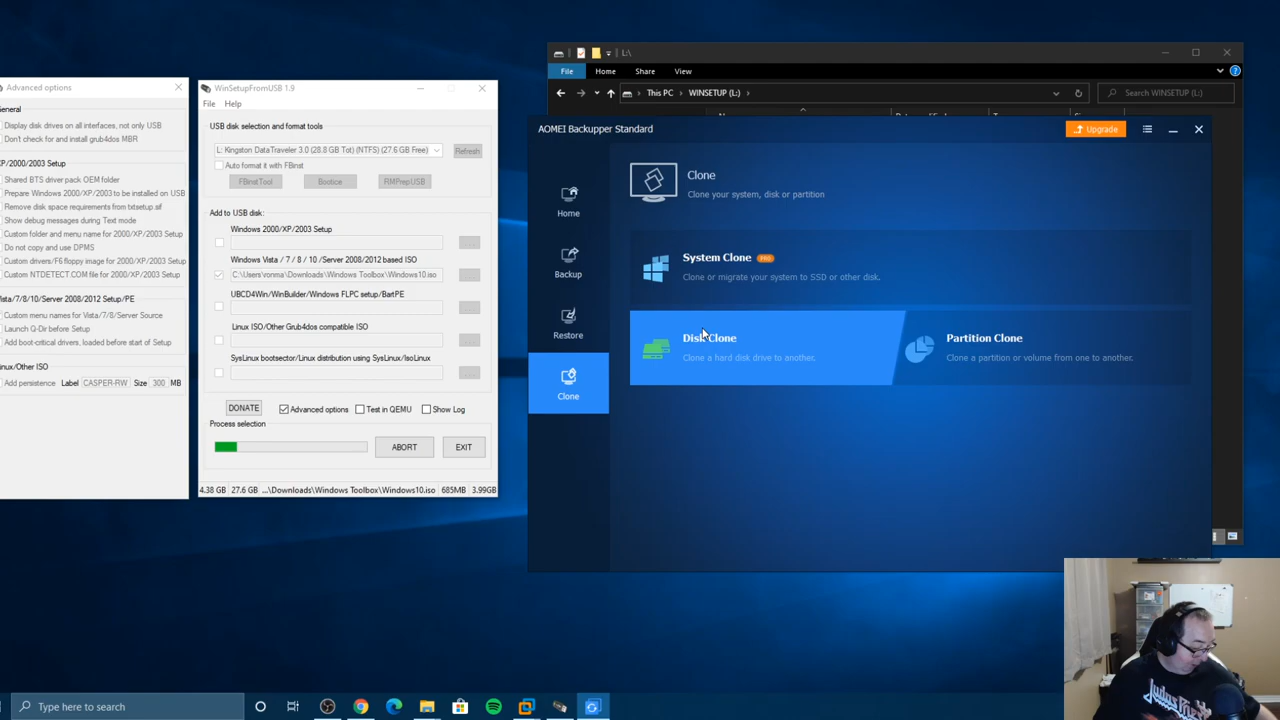 Advanced options
General
Display disk drives on all interfaces, not only USB
Don't check for and install grub4dos MBR
XP/2000/2003 Setup
Shared BTS driver pack OEM folder
Prepare Windows 2000/XP/2003 to be installed on USB
Remove disk space requirements from txtsetup.sif
Show debug messages during Text mode
Custom folder and menu name for 2000/XP/2003 Setup
Do not copy and use DPMS
Custom drivers/F6 floppy image for 2000/XP/2003 Setup
Custom NTDETECT.COM file for 2000/XP/2003 Setup
Vista/7/8/10/Server 2008/2012 Setup/PE
Custom menu names for Vista/7/8/Server Source
Launch Q-Dir before Setup
Add boot-critical drivers, loaded before start of Setup
Linux/Other ISO
Add persistence Label CASPER-RW Size 300 MB
WinSetupFromUSB 1.9
File Help
USB disk selection and format tools
L: Kingston DataTraveler 3.0 (28.8 GB Tot) (NTFS) (27.6 GB Free) Refresh
Auto format it with FBinst
FBinstTool Bootice RMPrepUSB
Add to USB disk:
Windows 2000/XP/2003 Setup
...
Windows Vista / 7 / 8 / 10 /Server 2008/2012 based ISO
C:\Users\ronma\Downloads\Windows Toolbox\Windows10.iso ...
UBCD4Win/WinBuilder/Windows FLPC setup/BartPE
...
Linux ISO/Other Grub4dos compatible ISO
...
SysLinux bootsector/Linux distribution using SysLinux/IsoLinux
...
DONATE Advanced options Test in QEMU Show Log
Process selection
ABORT EXIT
4.38 GB 27.6 GB ...\Downloads\Windows Toolbox\Windows10.iso 685MB 3.99GB
L:\
File Home Share View
This PC > WINSETUP (L:) > Search WINSETUP (L:)
AOMEI Backupper Standard Upgrade
Home
Backup
Restore
Clone
Clone
Clone your system, disk or partition
System Clone PRO
Clone or migrate your system to SSD or other disk.
Disk Clone
Clone a hard disk drive to another.
Partition Clone
Clone a partition or volume from one to another.
Type here to search